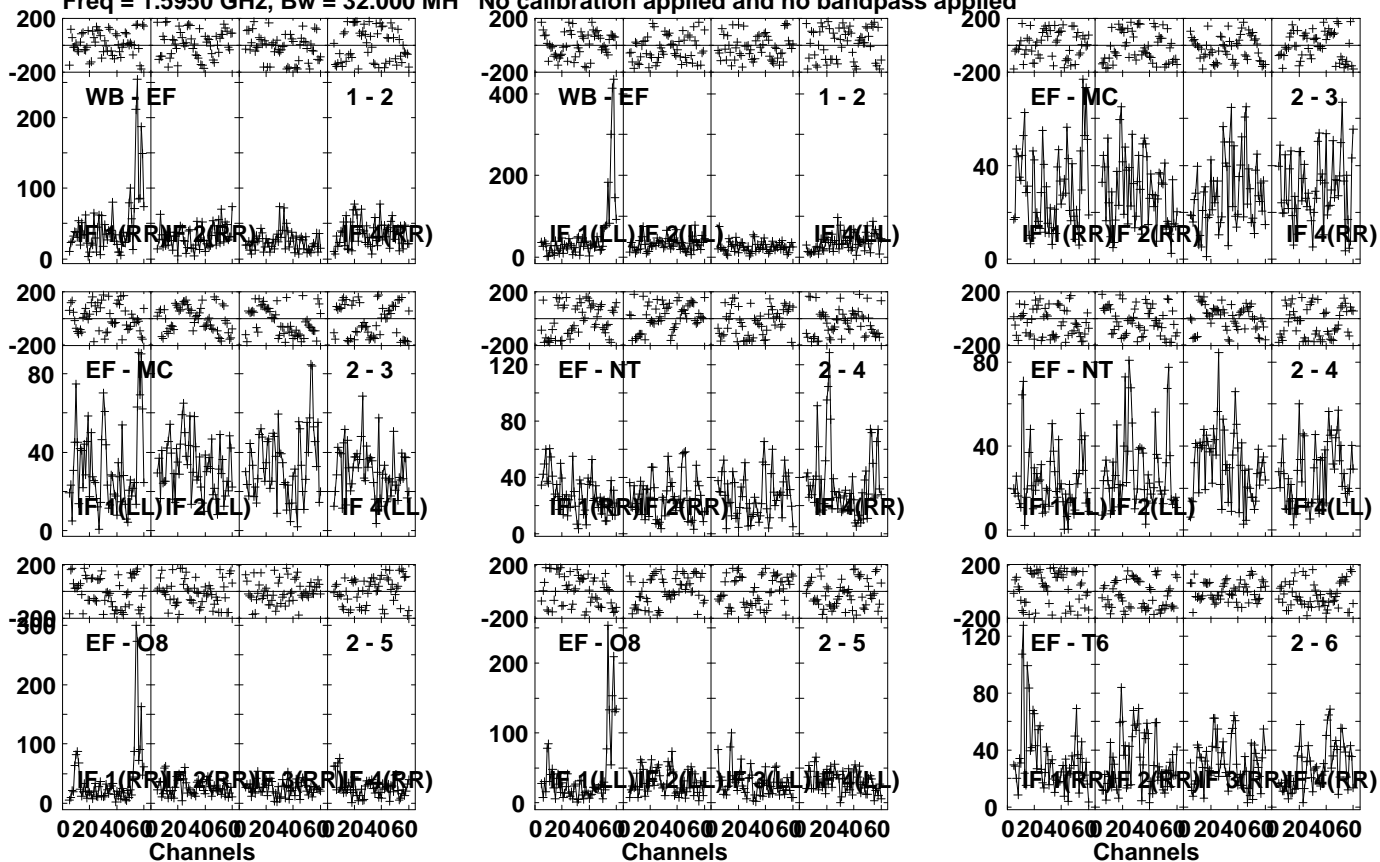 Freq = 1.5950 GHz, Bw = 32.000 MH No calibration applied and no bandpass applied
200
-200
WB - EF 1 - 2
200
100
0
IF 1(RR) IF 2(RR) IF 4(RR)
200
-200
WB - EF 1 - 2
400
200
0
IF 1(LL) IF 2(LL) IF 4(LL)
200
-200
EF - MC 2 - 3
40
0
IF 1(RR) IF 2(RR) IF 4(RR)
200
-200
EF - MC 2 - 3
80
40
0
IF 1(LL) IF 2(LL) IF 4(LL)
200
-200
EF - NT 2 - 4
120
80
40
0
IF 1(RR) IF 2(RR) IF 4(RR)
200
-200
EF - NT 2 - 4
80
40
0
IF 1(LL) IF 2(LL) IF 4(LL)
200
-200
300
EF - O8 2 - 5
200
100
0
IF 1(RR) IF 2(RR) IF 3(RR) IF 4(RR)
0 20 40 60 0 20 40 60 0 20 40 60 0 20 40 60
Channels
200
-200
EF - O8 2 - 5
200
100
0
IF 1(LL) IF 2(LL) IF 3(LL) IF 4(LL)
0 20 40 60 0 20 40 60 0 20 40 60 0 20 40 60
Channels
200
-200
EF - T6 2 - 6
120
80
40
0
IF 1(RR) IF 2(RR) IF 3(RR) IF 4(RR)
0 20 40 60 0 20 40 60 0 20 40 60 0 20 40 60
Channels